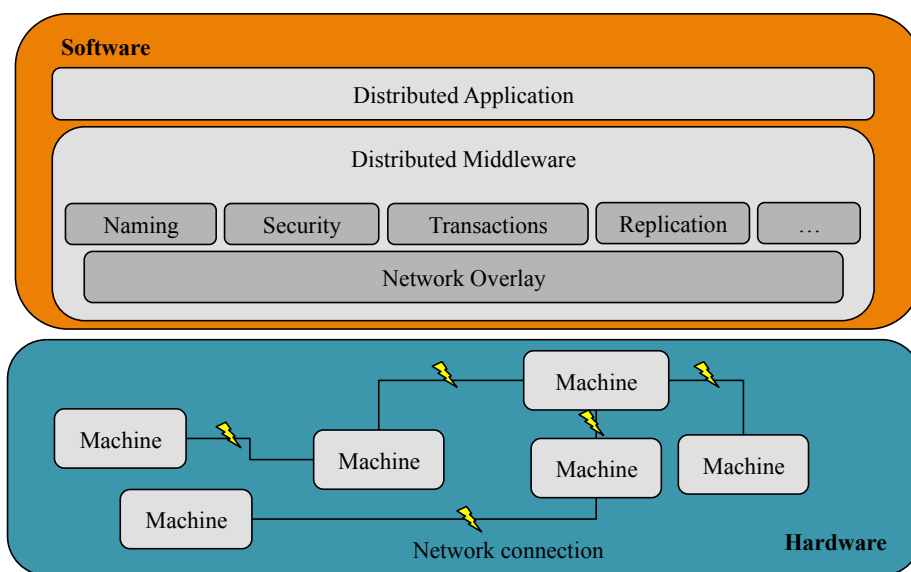 Software
Distributed Application
Distributed Middleware
Naming
Security
Transactions
Replication
…
Network Overlay
Machine
Machine
Machine
Machine
Machine
Machine
Network connection
Hardware